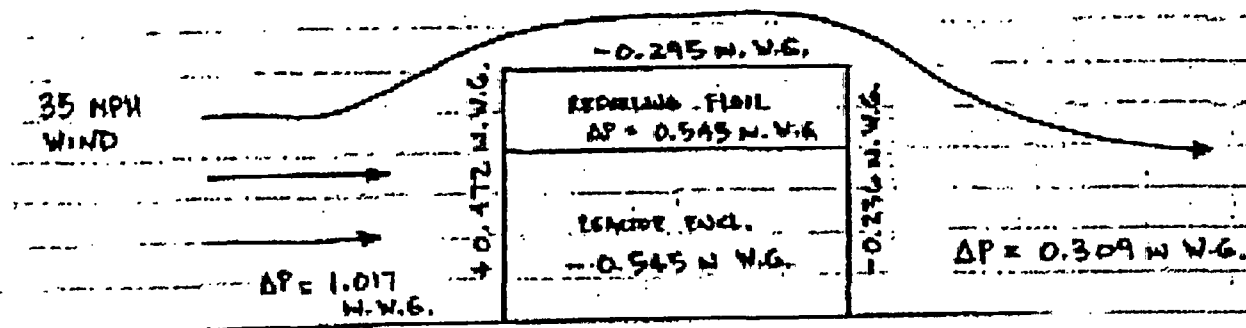 -0.295 IN. W.G.
35 MPH
WIND
+0.472 IN. W.G.
REFUELING FLOOR
ΔP = 0.545 IN. W.G
-0.236 IN. W.G.
REACTOR ENCL.
-0.545 IN W.G.
ΔP = 1.017
IN. W.G.
ΔP = 0.309 IN W.G.